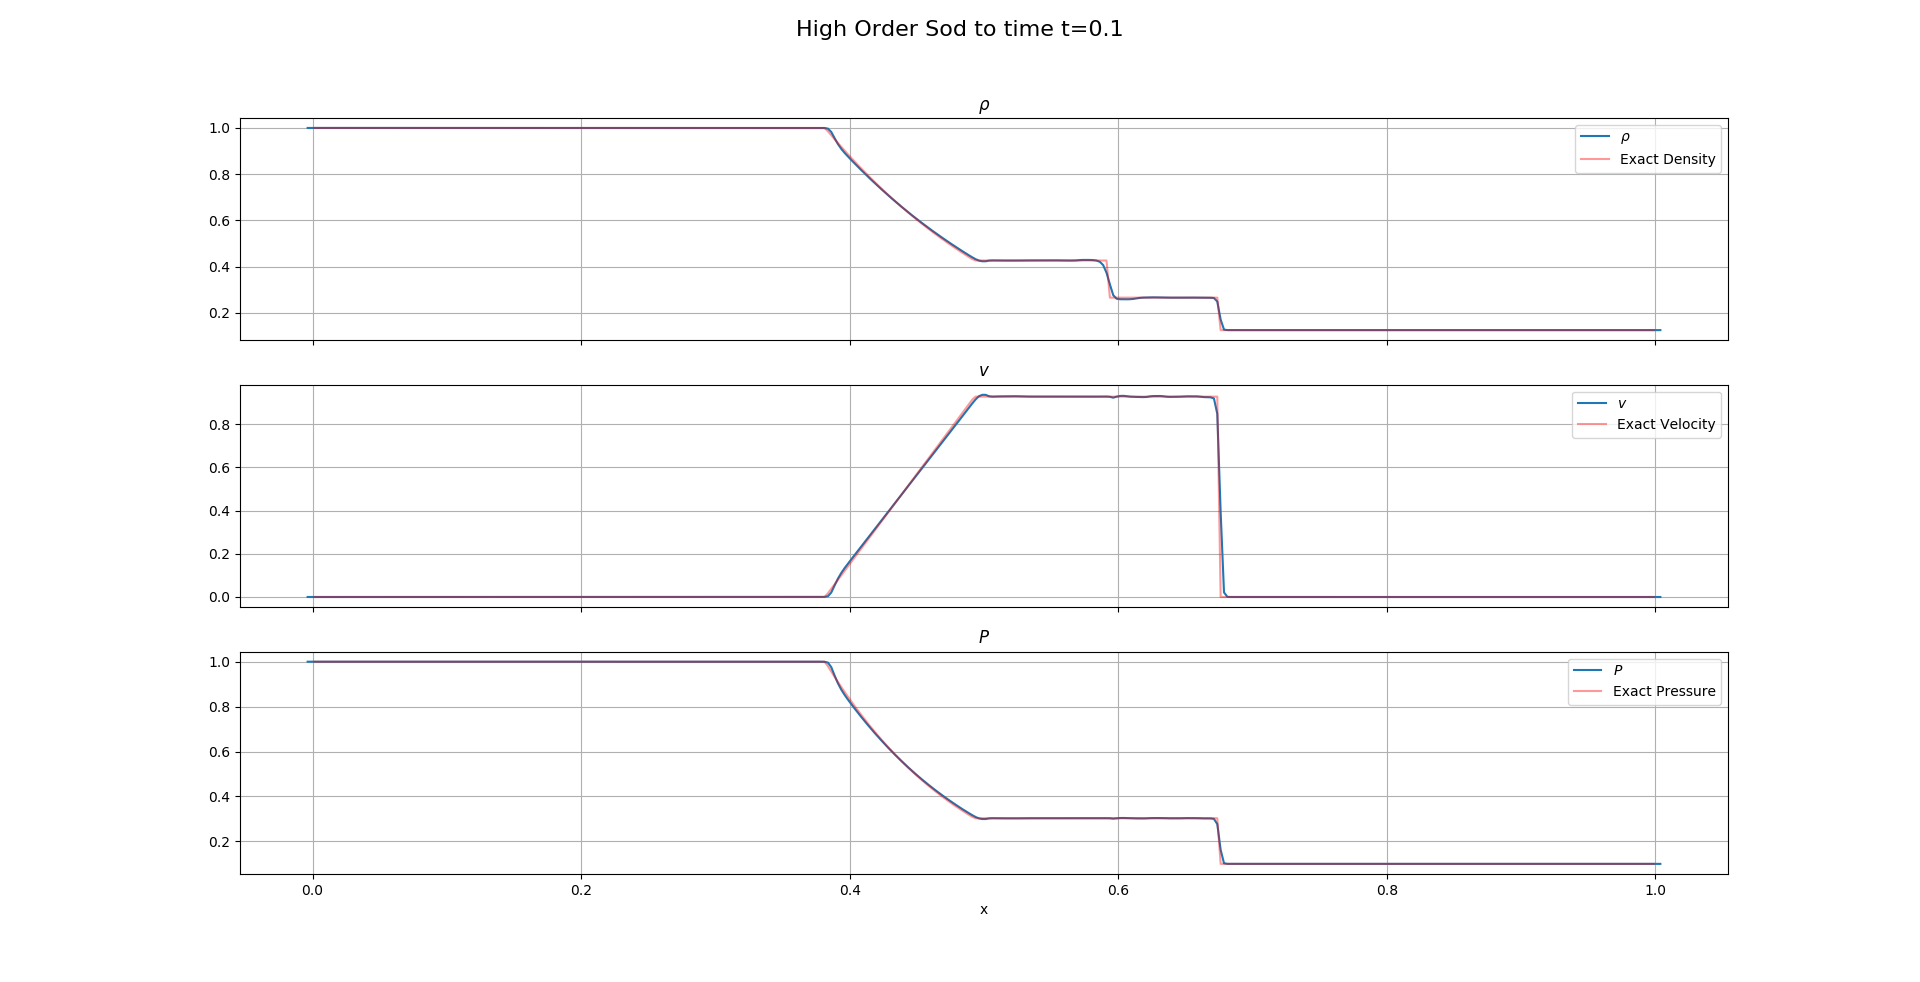 High Order Sod to time t=0.1
ρ
1.0
0.8
0.6
0.4
0.2
ρ
Exact Density
v
0.8
0.6
0.4
0.2
0.0
v
Exact Velocity
P
1.0
0.8
0.6
0.4
0.2
P
Exact Pressure
0.0 0.2 0.4 0.6 0.8 1.0
x